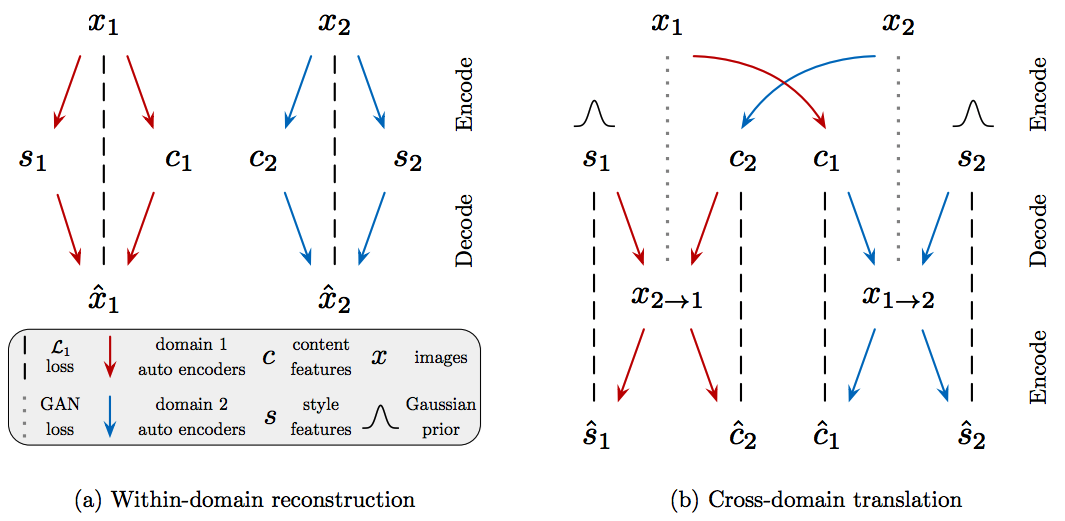 x₁ x₂
Encode
s₁ c₁ c₂ s₂
Decode
x̂₁ x̂₂
L₁ loss
domain 1 auto encoders
c content features
x images
GAN loss
domain 2 auto encoders
s style features
Gaussian prior
(a) Within-domain reconstruction
x₁ x₂
Encode
s₁ c₂ c₁ s₂
Decode
x₂→₁ x₁→₂
Encode
ŝ₁ ĉ₂ ĉ₁ ŝ₂
(b) Cross-domain translation